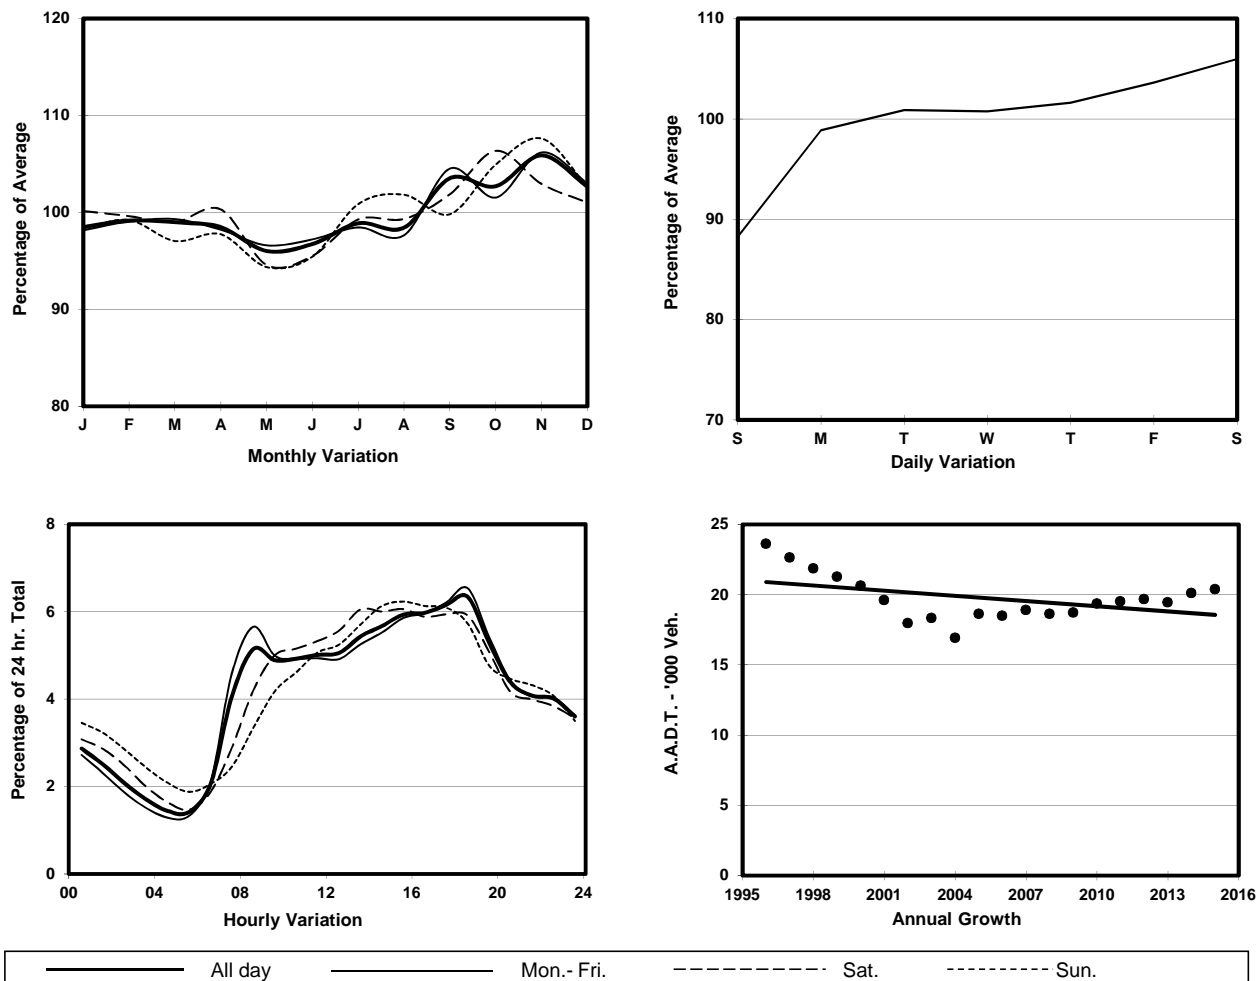 120
110
100
90
80
Percentage of Average
J F M A M J J A S O N D
Monthly Variation
110
100
90
80
70
Percentage of Average
S M T W T F S
Daily Variation
8
6
4
2
0
Percentage of 24 hr. Total
00 04 08 12 16 20 24
Hourly Variation
25
20
15
10
5
0
A.A.D.T. - '000 Veh.
1995 1998 2001 2004 2007 2010 2013 2016
Annual Growth
All day Mon.- Fri. Sat. Sun.